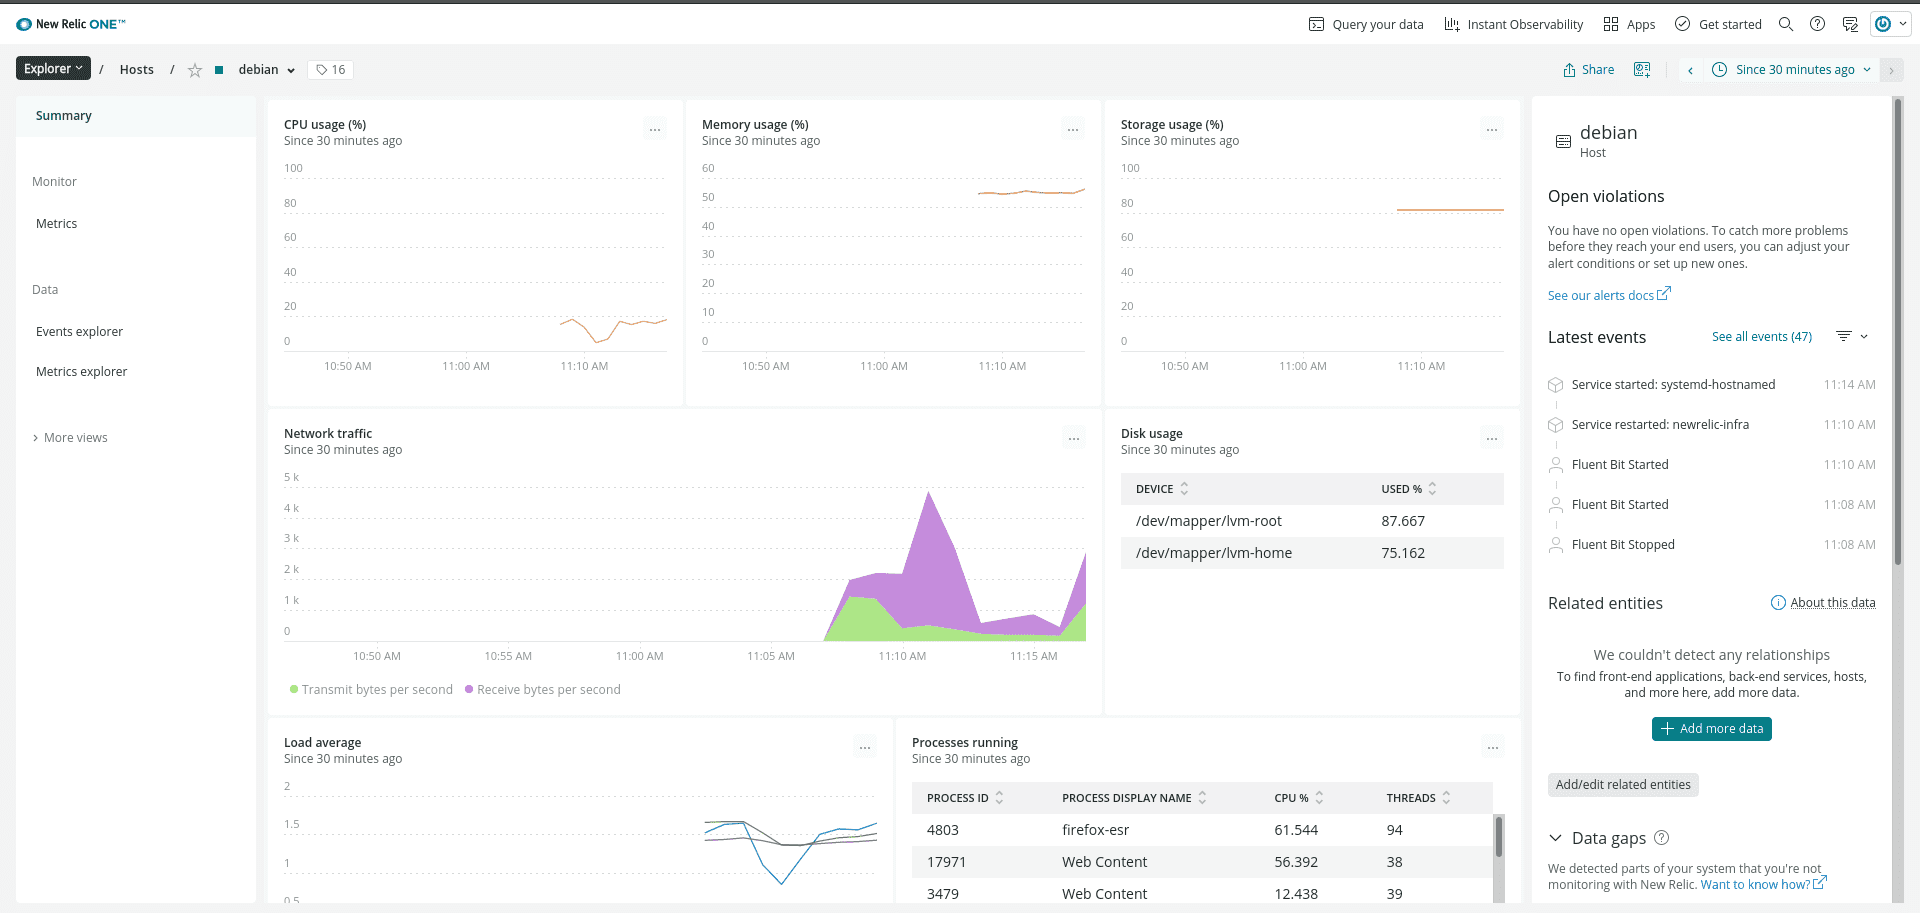 New Relic ONE™
Query your data
Instant Observability
Apps
Get started
Explorer
/
Hosts
/
debian
16
Share
Since 30 minutes ago
Summary
Monitor
Metrics
Data
Events explorer
Metrics explorer
More views
CPU usage (%)
Since 30 minutes ago
...
100
80
60
40
20
0
10:50 AM 11:00 AM 11:10 AM
Memory usage (%)
Since 30 minutes ago
...
60
50
40
30
20
10
0
10:50 AM 11:00 AM 11:10 AM
Storage usage (%)
Since 30 minutes ago
...
100
80
60
40
20
0
10:50 AM 11:00 AM 11:10 AM
Network traffic
Since 30 minutes ago
...
5 k
4 k
3 k
2 k
1 k
0
10:50 AM 10:55 AM 11:00 AM 11:05 AM 11:10 AM 11:15 AM
Transmit bytes per second Receive bytes per second
Disk usage
Since 30 minutes ago
...
DEVICE USED %
/dev/mapper/lvm-root 87.667
/dev/mapper/lvm-home 75.162
Load average
Since 30 minutes ago
...
2
1.5
1
0.5
Processes running
Since 30 minutes ago
...
PROCESS ID PROCESS DISPLAY NAME CPU % THREADS
4803 firefox-esr 61.544 94
17971 Web Content 56.392 38
3479 Web Content 12.438 39
debian
Host
Open violations
You have no open violations. To catch more problems
before they reach your end users, you can adjust your
alert conditions or set up new ones.
See our alerts docs
Latest events See all events (47)
Service started: systemd-hostnamed 11:14 AM
Service restarted: newrelic-infra 11:10 AM
Fluent Bit Started 11:10 AM
Fluent Bit Started 11:08 AM
Fluent Bit Stopped 11:08 AM
Related entities About this data
We couldn't detect any relationships
To find front-end applications, back-end services, hosts,
and more here, add more data.
Add more data
Add/edit related entities
Data gaps
We detected parts of your system that you're not
monitoring with New Relic. Want to know how?